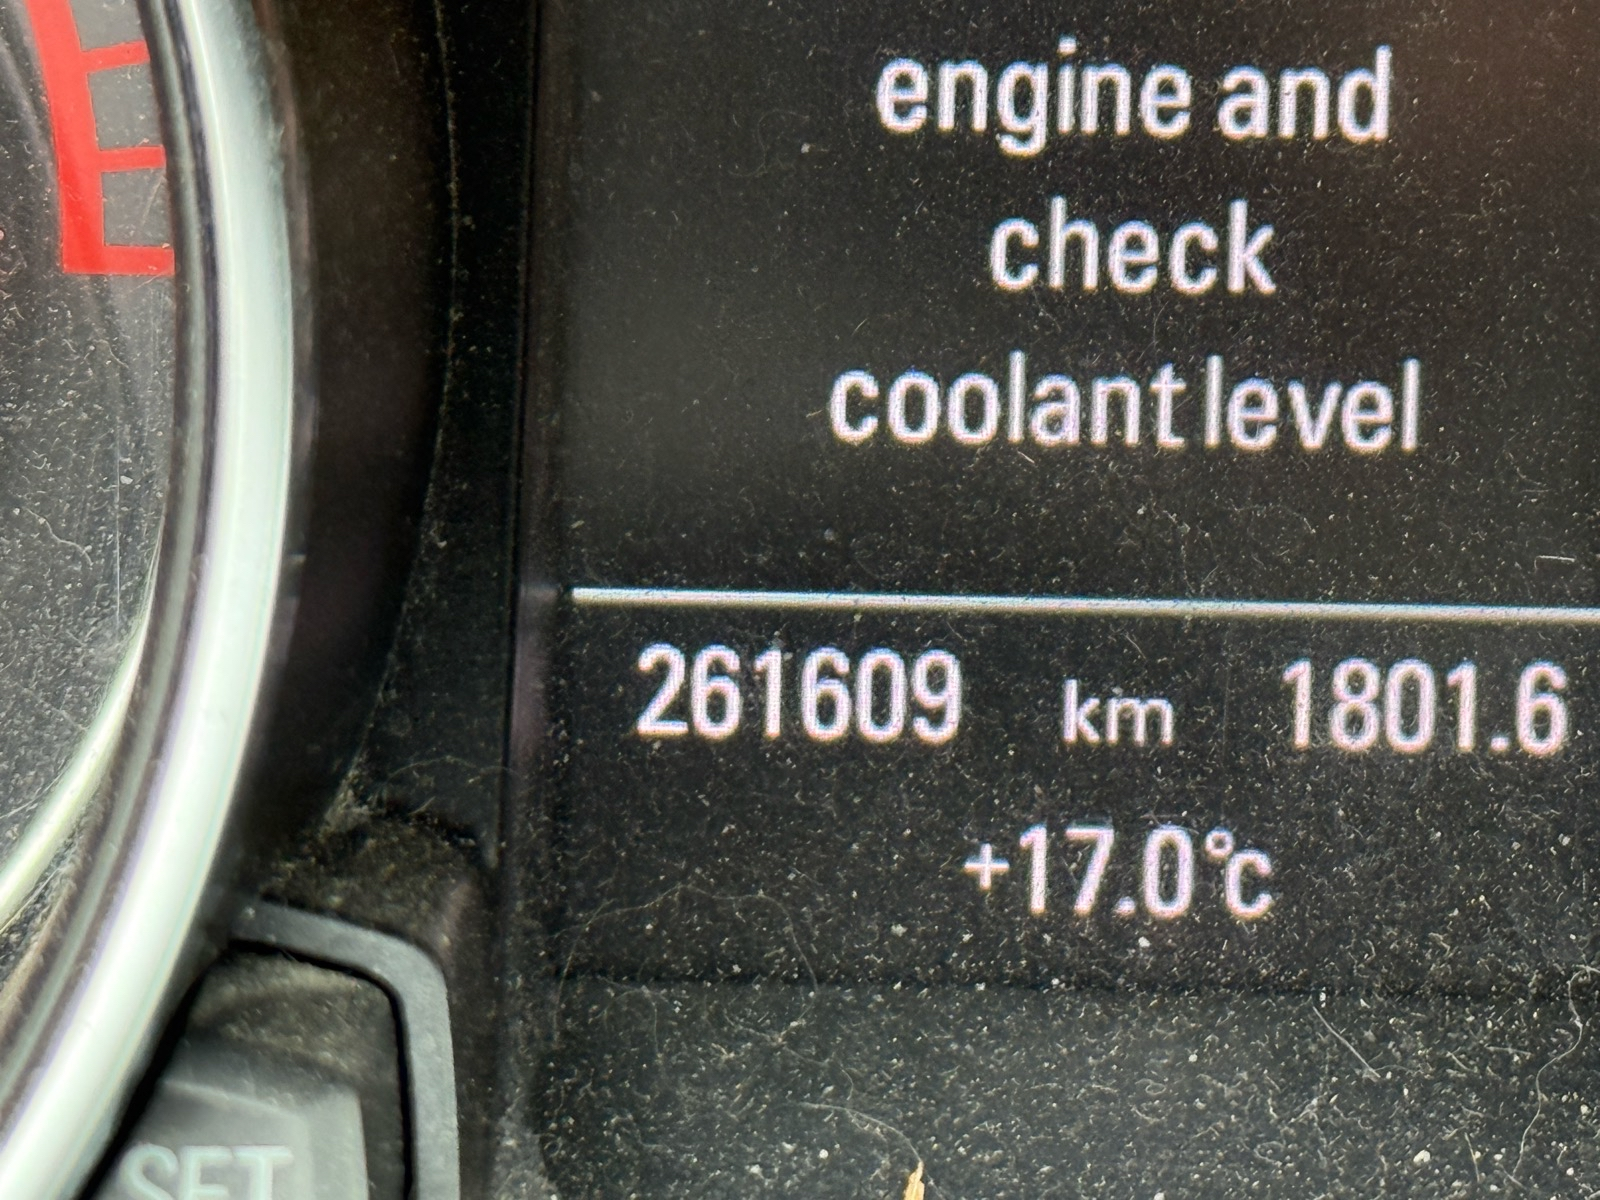 engine and
check
coolant level
261609 km 1801.6
+17.0°C
SET